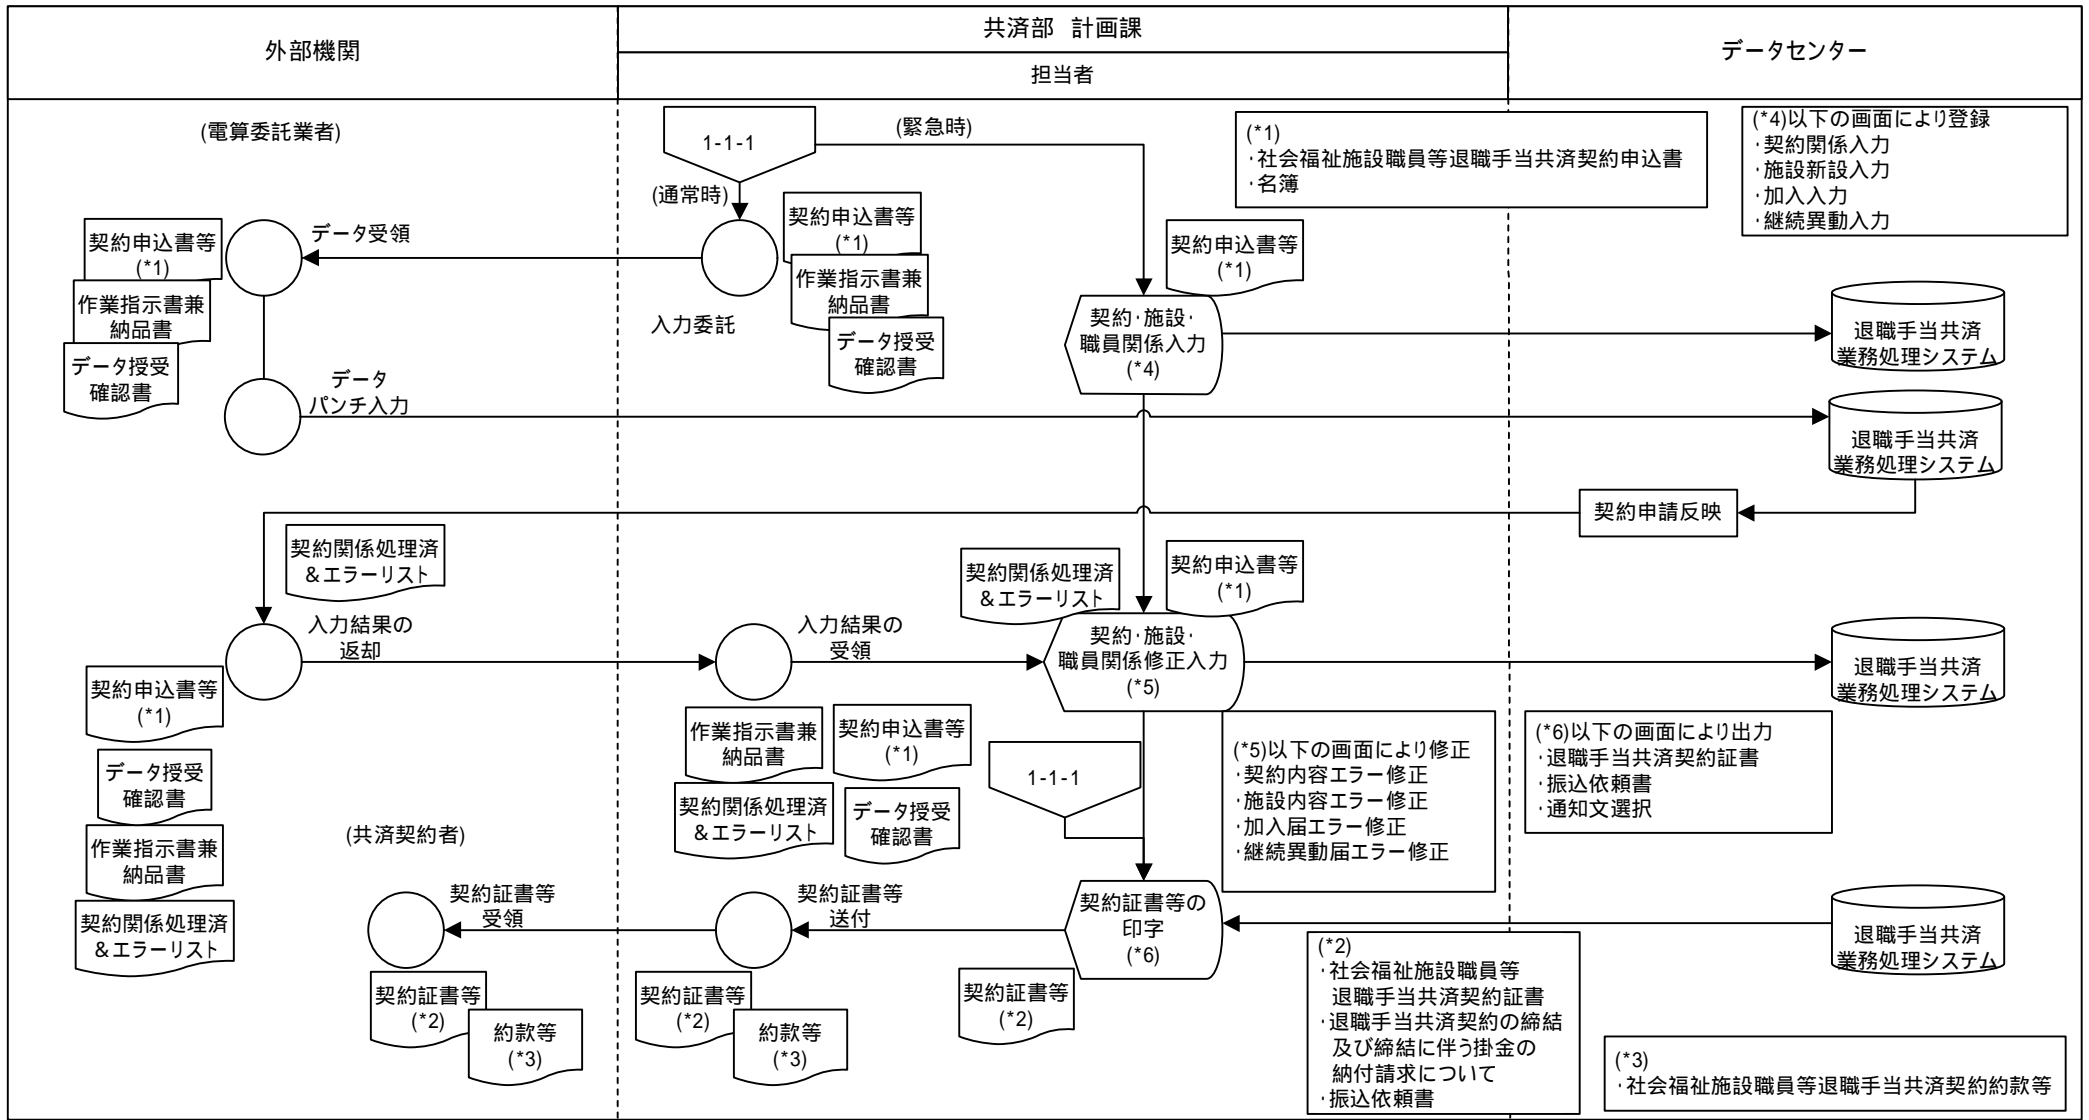 外部機関
共済部 計画課
担当者
データセンター
(電算委託業者)
1-1-1
(緊急時)
(通常時)
(*1)
・社会福祉施設職員等退職手当共済契約申込書
・名簿
(*4)以下の画面により登録
・契約関係入力
・施設新設入力
・加入入力
・継続異動入力
契約申込書等
(*1)
作業指示書兼
納品書
データ授受
確認書
データ受領
入力委託
契約申込書等
(*1)
作業指示書兼
納品書
データ授受
確認書
契約申込書等
(*1)
契約・施設・
職員関係入力
(*4)
退職手当共済
業務処理システム
データ
パンチ入力
退職手当共済
業務処理システム
契約申請反映
契約関係処理済
&エラーリスト
入力結果の
返却
契約申込書等
(*1)
データ授受
確認書
作業指示書兼
納品書
契約関係処理済
&エラーリスト
入力結果の
受領
契約関係処理済
&エラーリスト
契約申込書等
(*1)
契約・施設・
職員関係修正入力
(*5)
退職手当共済
業務処理システム
作業指示書兼
納品書
契約申込書等
(*1)
契約関係処理済
&エラーリスト
データ授受
確認書
1-1-1
(*5)以下の画面により修正
・契約内容エラー修正
・施設内容エラー修正
・加入届エラー修正
・継続異動届エラー修正
(*6)以下の画面により出力
・退職手当共済契約証書
・振込依頼書
・通知文選択
(共済契約者)
契約証書等
受領
契約証書等
(*2)
約款等
(*3)
契約証書等
送付
契約証書等
(*2)
約款等
(*3)
契約証書等の
印字
(*6)
契約証書等
(*2)
退職手当共済
業務処理システム
(*2)
・社会福祉施設職員等
退職手当共済契約証書
・退職手当共済契約の締結
及び締結に伴う掛金の
納付請求について
・振込依頼書
(*3)
・社会福祉施設職員等退職手当共済契約約款等